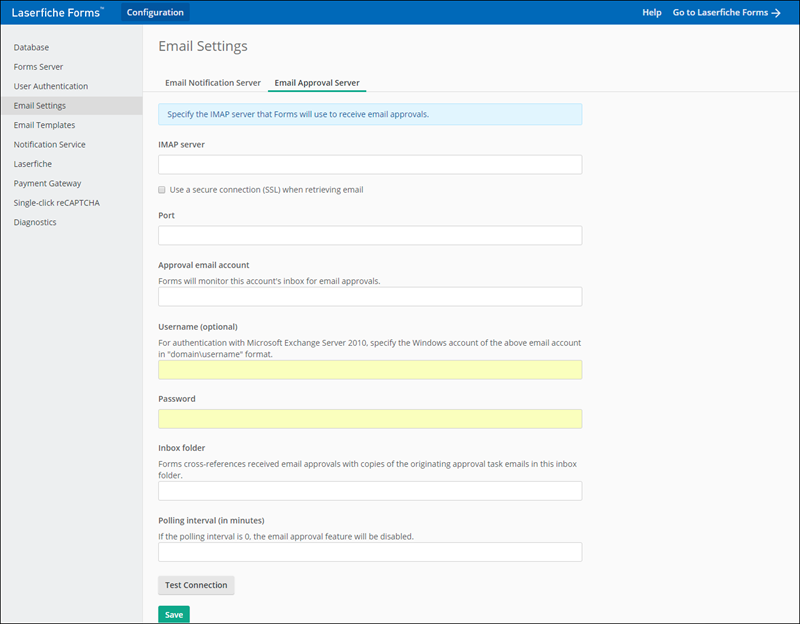 Laserfiche Forms™ Configuration Help Go to Laserfiche Forms →
Database
Forms Server
User Authentication
Email Settings
Email Templates
Notification Service
Laserfiche
Payment Gateway
Single-click reCAPTCHA
Diagnostics
Email Settings
Email Notification Server Email Approval Server
Specify the IMAP server that Forms will use to receive email approvals.
IMAP server
Use a secure connection (SSL) when retrieving email
Port
Approval email account
Forms will monitor this account's inbox for email approvals.
Username (optional)
For authentication with Microsoft Exchange Server 2010, specify the Windows account of the above email account
in "domain\username" format.
Password
Inbox folder
Forms cross-references received email approvals with copies of the originating approval task emails in this inbox
folder.
Polling interval (in minutes)
If the polling interval is 0, the email approval feature will be disabled.
Test Connection
Save